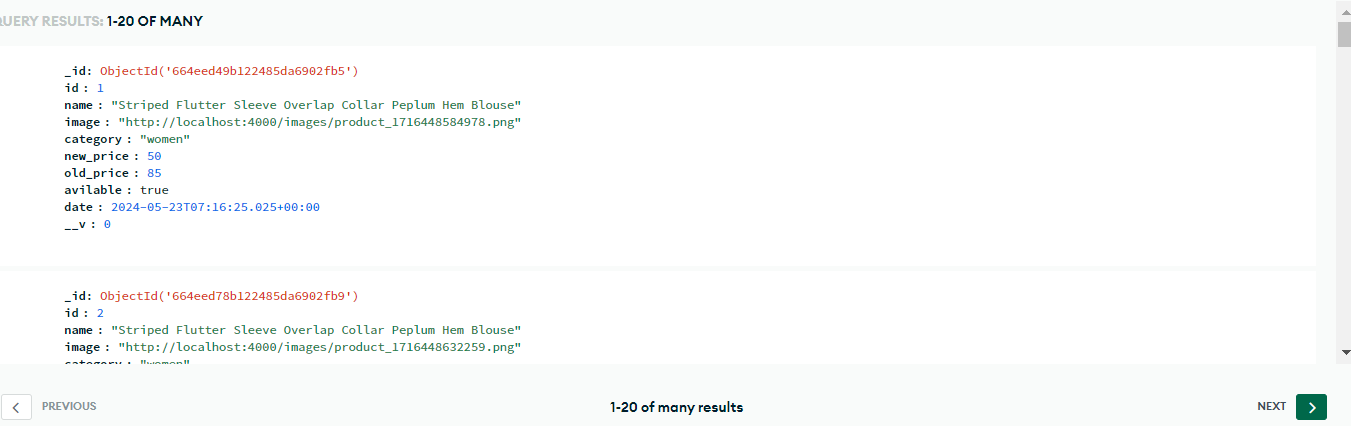 QUERY RESULTS: 1-20 OF MANY
_id: ObjectId('664eed49b122485da6902fb5')
id : 1
name : "Striped Flutter Sleeve Overlap Collar Peplum Hem Blouse"
image : "http://localhost:4000/images/product_1716448584978.png"
category : "women"
new_price : 50
old_price : 85
avilable : true
date : 2024-05-23T07:16:25.025+00:00
__v : 0
_id: ObjectId('664eed78b122485da6902fb9')
id : 2
name : "Striped Flutter Sleeve Overlap Collar Peplum Hem Blouse"
image : "http://localhost:4000/images/product_1716448632259.png"
category : "women"
PREVIOUS 1-20 of many results NEXT